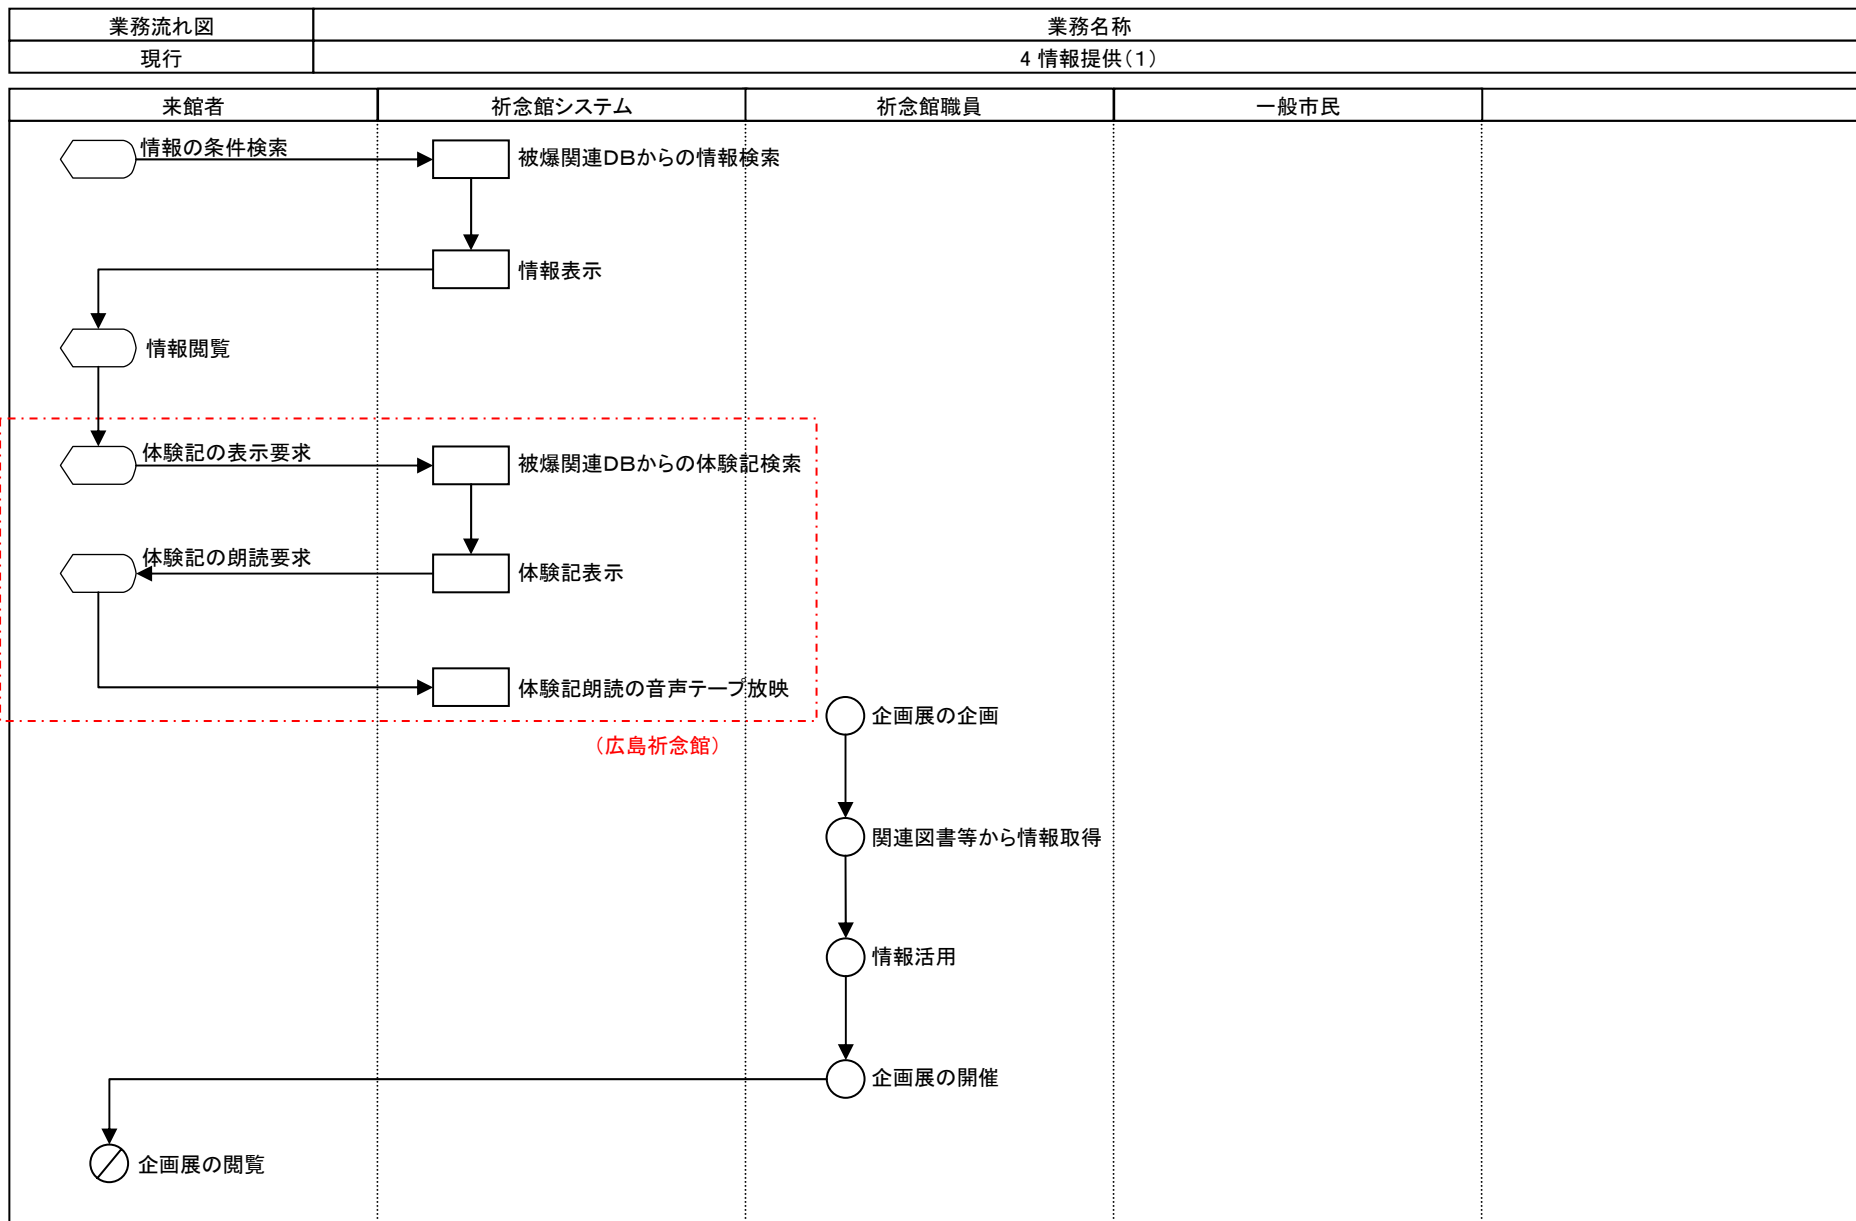 業務流れ図
業務名称
現行
4 情報提供（1）
来館者
祈念館システム
祈念館職員
一般市民
情報の条件検索
被爆関連DBからの情報検索
情報表示
情報閲覧
体験記の表示要求
被爆関連DBからの体験記検索
体験記の朗読要求
体験記表示
体験記朗読の音声テープ放映
企画展の企画
（広島祈念館）
関連図書等から情報取得
情報活用
企画展の開催
企画展の閲覧